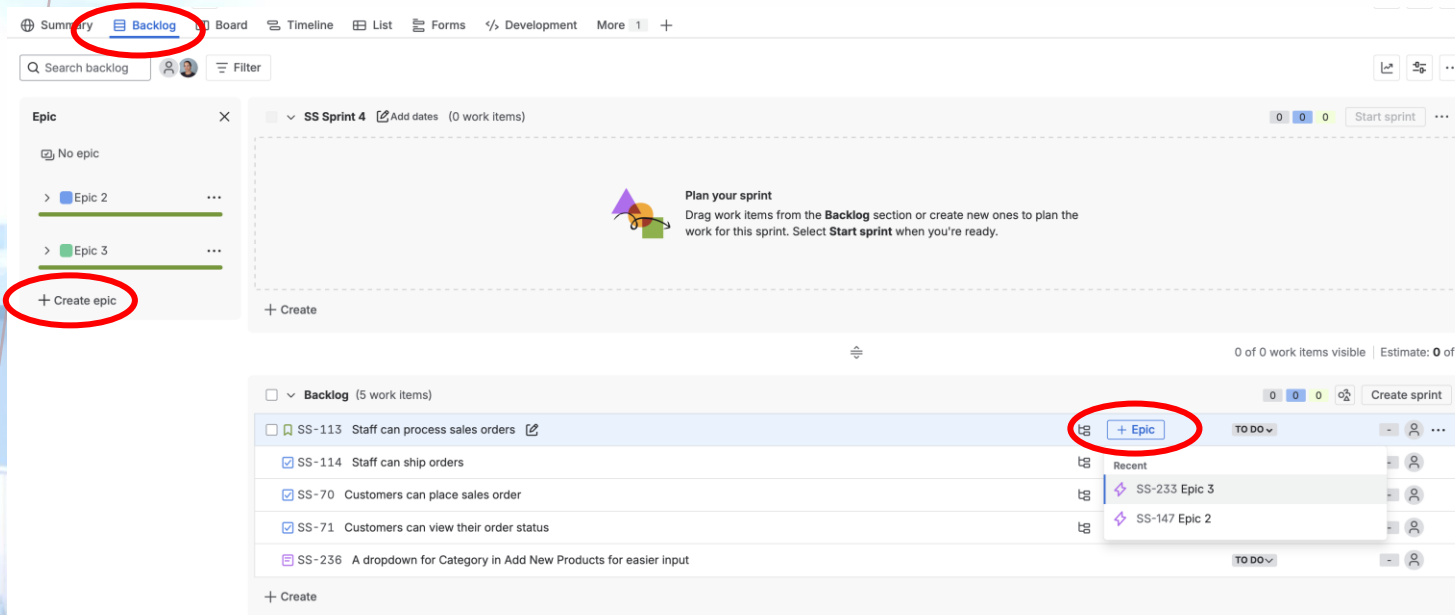 Summary Backlog Board Timeline List Forms Development More 1
Search backlog Filter
Epic
No epic
Epic 2
Epic 3
Create epic
SS Sprint 4 Add dates (0 work items) 0 0 0 Start sprint
Plan your sprint
Drag work items from the Backlog section or create new ones to plan the
work for this sprint. Select Start sprint when you're ready.
+ Create
0 of 0 work items visible Estimate: 0 of
Backlog (5 work items) 0 0 0 Create sprint
SS-113 Staff can process sales orders + Epic TO DO -
SS-114 Staff can ship orders -
SS-70 Customers can place sales order -
SS-71 Customers can view their order status -
SS-236 A dropdown for Category in Add New Products for easier input TO DO -
Recent
SS-233 Epic 3
SS-147 Epic 2
+ Create